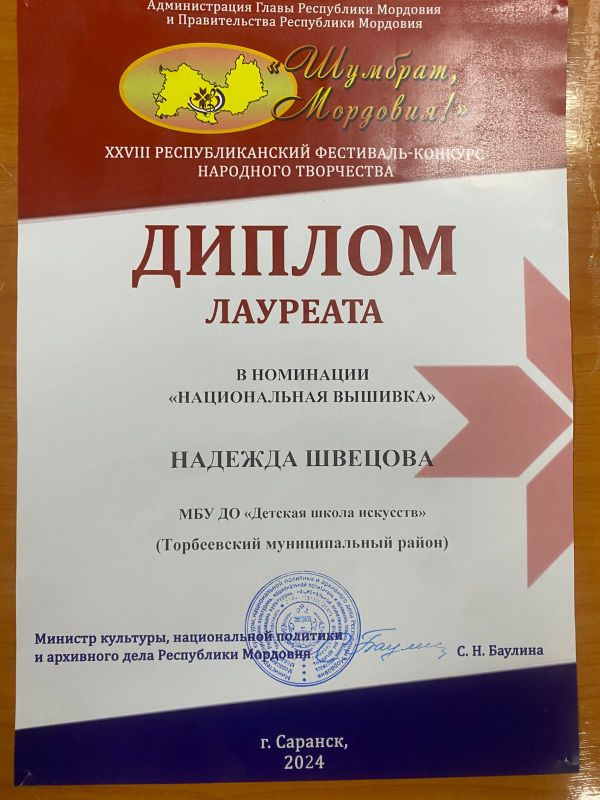 Администрация Главы Республики Мордовия
и Правительства Республики Мордовия
«Шумбрат,
Мордовия!»
XXVIII РЕСПУБЛИКАНСКИЙ ФЕСТИВАЛЬ-КОНКУРС
НАРОДНОГО ТВОРЧЕСТВА
ДИПЛОМ
ЛАУРЕАТА
В НОМИНАЦИИ
«НАЦИОНАЛЬНАЯ ВЫШИВКА»
НАДЕЖДА ШВЕЦОВА
МБУ ДО «Детская школа искусств»
(Торбеевский муниципальный район)
Министр культуры, национальной политики
и архивного дела Республики Мордовия
С. Н. Баулина
г. Саранск,
2024